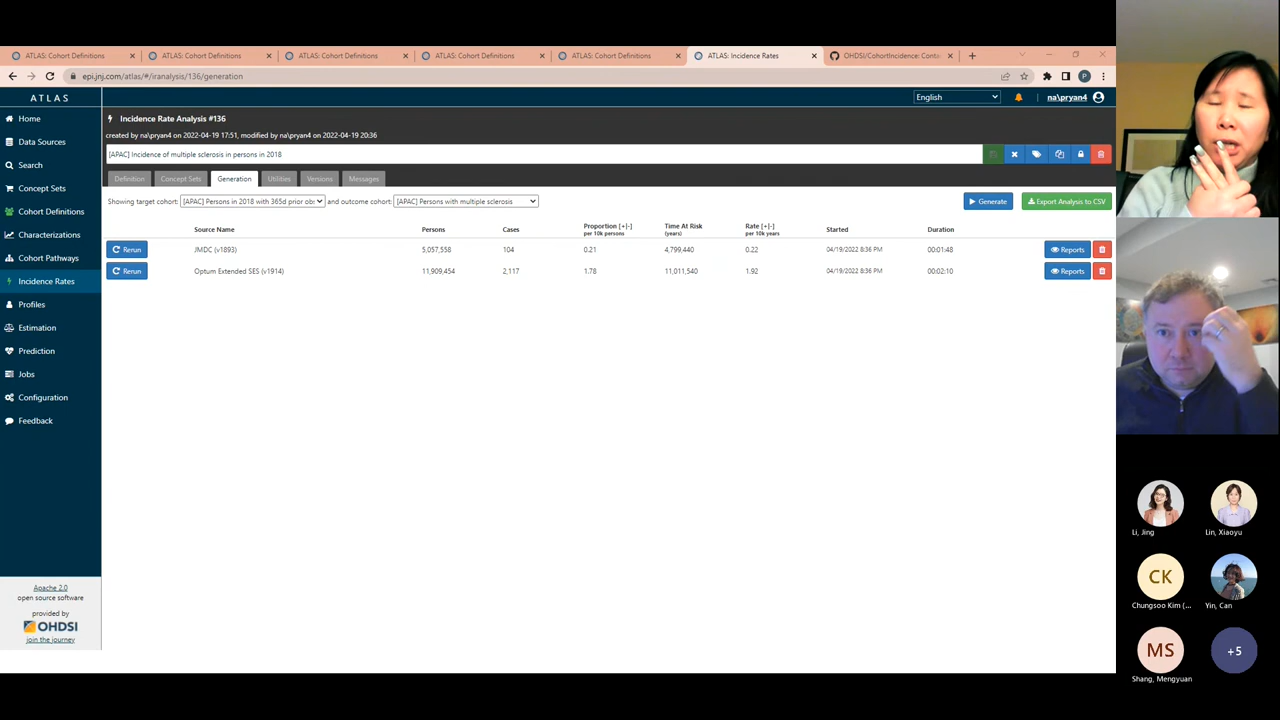 ATLAS: Cohort Definitions
ATLAS: Cohort Definitions
ATLAS: Cohort Definitions
ATLAS: Cohort Definitions
ATLAS: Cohort Definitions
ATLAS: Incidence Rates
OHDSI/CohortIncidence: Conta
epi.jnj.com/atlas/#/iranalysis/136/generation
P
ATLAS
English
na\pryan4
Home
Data Sources
Search
Concept Sets
Cohort Definitions
Characterizations
Cohort Pathways
Incidence Rates
Profiles
Estimation
Prediction
Jobs
Configuration
Feedback
Apache 2.0
open source software
provided by
OHDSI
join the journey
Incidence Rate Analysis #136
created by na\pryan4 on 2022-04-19 17:51, modified by na\pryan4 on 2022-04-19 20:36
[APAC] Incidence of multiple sclerosis in persons in 2018
Definition Concept Sets Generation Utilities Versions Messages
Showing target cohort: [APAC] Persons in 2018 with 365d prior obs and outcome cohort: [APAC] Persons with multiple sclerosis Generate Export Analysis to CSV
Source Name Persons Cases Proportion [+|-] per 10k persons Time At Risk (years) Rate [+|-] per 10k years Started Duration
Rerun JMDC (v1893) 5,057,558 104 0.21 4,799,440 0.22 04/19/2022 8:36 PM 00:01:48 Reports
Rerun Optum Extended SES (v1914) 11,909,454 2,117 1.78 11,011,540 1.92 04/19/2022 8:36 PM 00:02:10 Reports
Li, Jing
Lin, Xiaoyu
CK
Chungsoo Kim (...
Yin, Can
MS
Shang, Mengyuan
+5